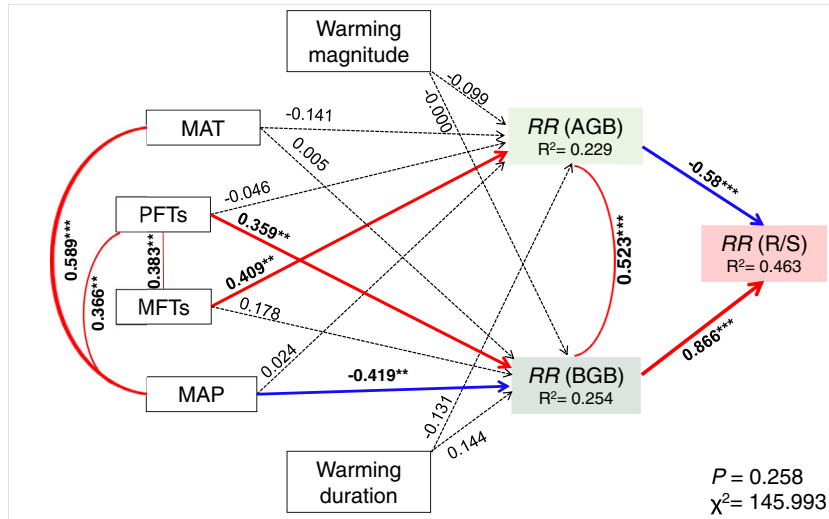 Warming
magnitude
-0.099
-0.000
MAT
-0.141
0.005
RR (AGB)
R²= 0.229
-0.58***
PFTs
-0.046
0.359**
0.589***
0.366**
0.383**
0.409**
0.523***
RR (R/S)
R²= 0.463
MFTs
0.178
0.024
0.866***
MAP
-0.419**
RR (BGB)
R²= 0.254
-0.131
0.144
Warming
duration
P = 0.258
χ²= 145.993